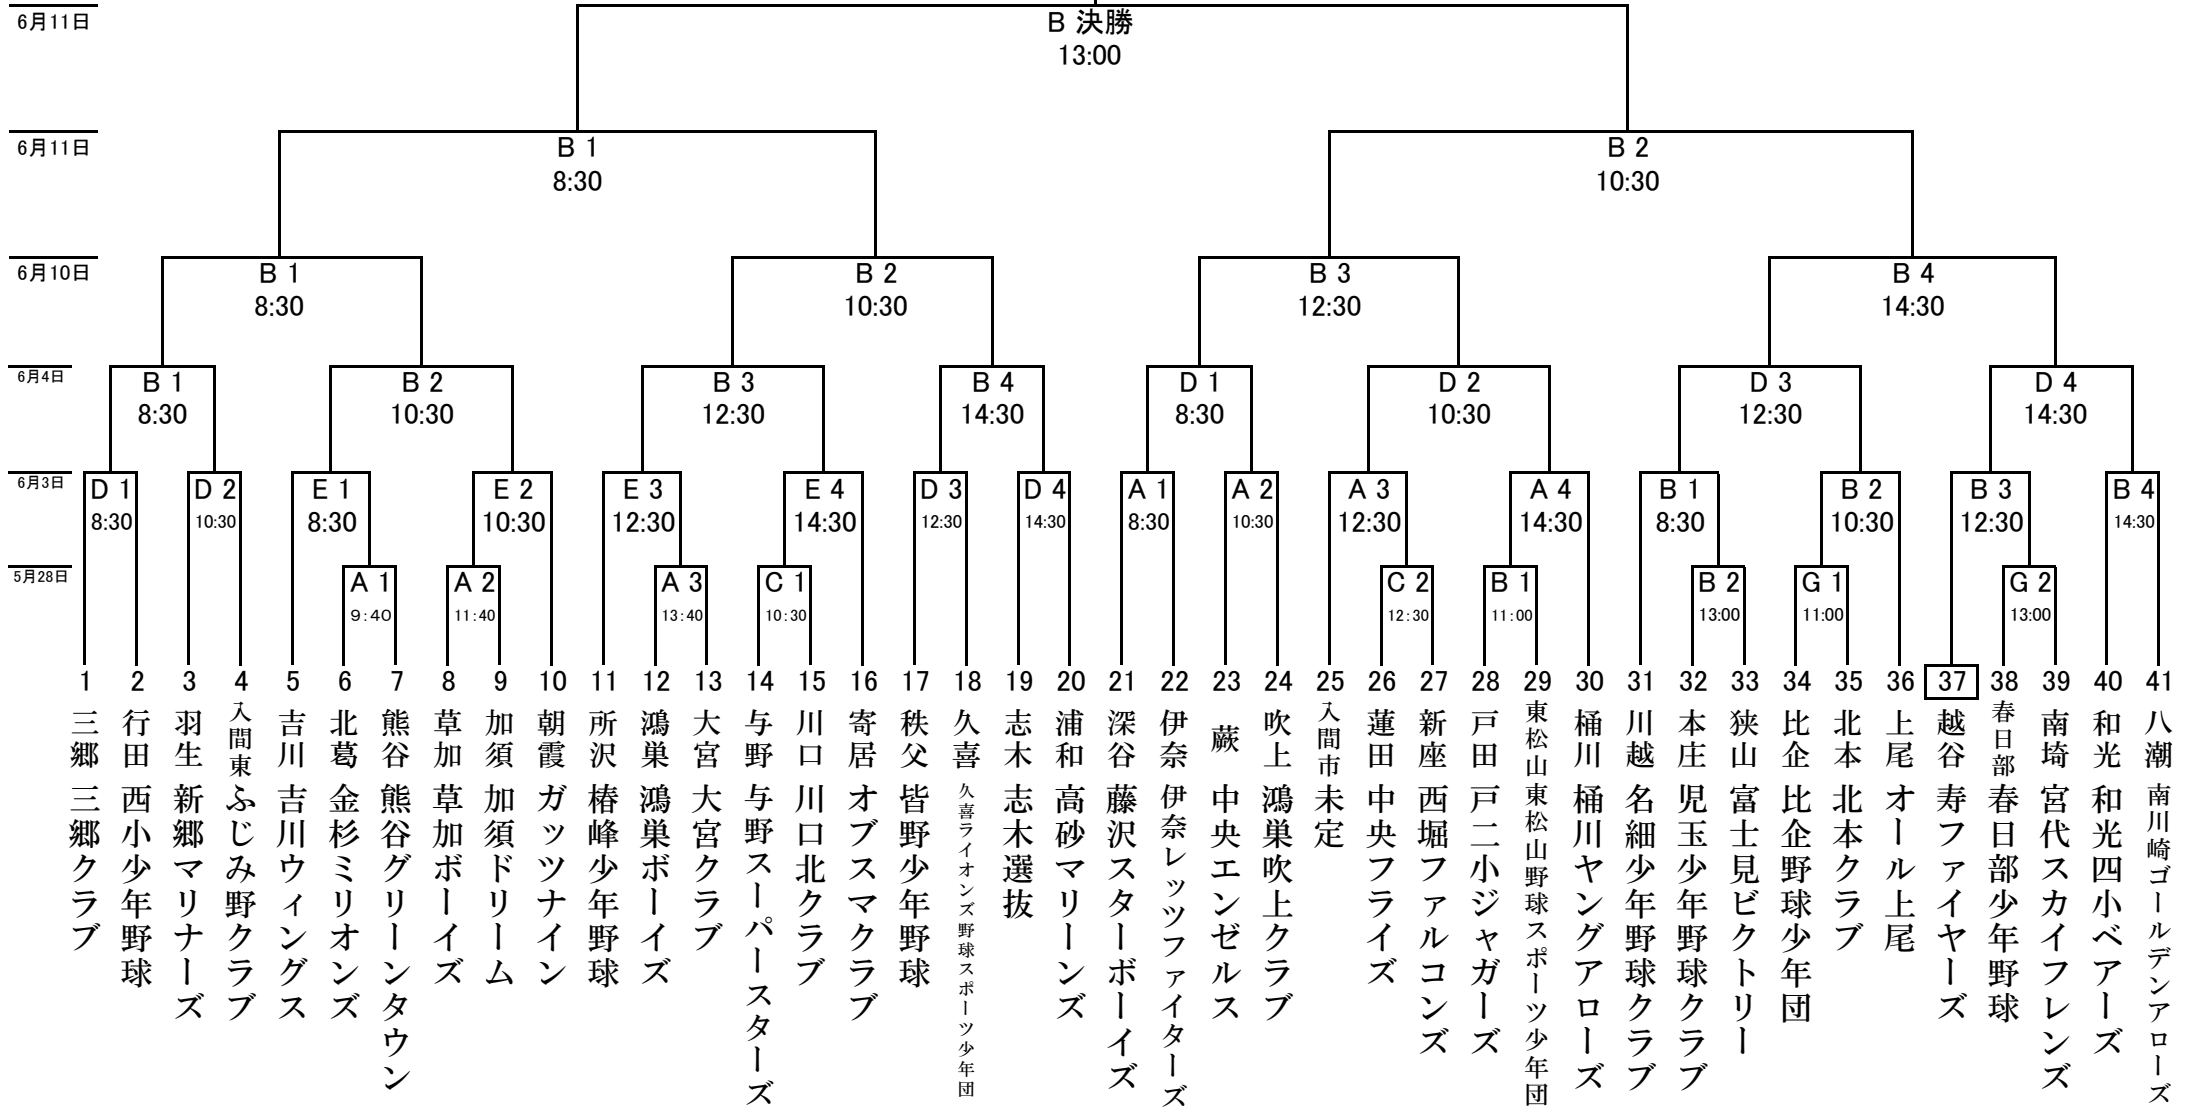 6月11日
B 決勝
13:00
6月11日
B 1
8:30
B 2
10:30
6月10日
B 1
8:30
B 2
10:30
B 3
12:30
B 4
14:30
6月4日
B 1
8:30
B 2
10:30
B 3
12:30
B 4
14:30
D 1
8:30
D 2
10:30
D 3
12:30
D 4
14:30
6月3日
D 1
8:30
D 2
10:30
E 1
8:30
E 2
10:30
E 3
12:30
E 4
14:30
D 3
12:30
D 4
14:30
A 1
8:30
A 2
10:30
A 3
12:30
A 4
14:30
B 1
8:30
B 2
10:30
B 3
12:30
B 4
14:30
5月28日
A 1
9:40
A 2
11:40
A 3
13:40
C 1
10:30
C 2
12:30
B 1
11:00
B 2
13:00
G 1
11:00
G 2
13:00
1 三郷 三郷クラブ
2 行田 西小少年野球
3 羽生 新郷マリナーズ
4 入間東 ふじみ野クラブ
5 吉川 吉川ウィングス
6 北葛 金杉ミリオンズ
7 熊谷 熊谷グリーンタウン
8 草加 草加ボーイズ
9 加須 加須ドリーム
10 朝霞 ガッツナイン
11 所沢 椿峰少年野球
12 鴻巣 鴻巣ボーイズ
13 大宮 大宮クラブ
14 与野 与野スーパースターズ
15 川口 川口北クラブ
16 寄居 オブスマクラブ
17 秩父 皆野少年野球
18 久喜 久喜ライオンズ野球スポーツ少年団
19 志木 志木選抜
20 浦和 高砂マリーンズ
21 深谷 藤沢スターボーイズ
22 伊奈 伊奈レッツファイターズ
23 蕨 中央エンゼルス
24 吹上 鴻巣吹上クラブ
25 入間市 未定
26 蓮田 中央フライズ
27 新座 西堀ファルコンズ
28 戸田 戸二小ジャガーズ
29 東松山 東松山野球スポーツ少年団
30 桶川 桶川ヤングアローズ
31 川越 名細少年野球クラブ
32 本庄 児玉少年野球クラブ
33 狭山 富士見ビクトリー
34 比企 比企野球少年団
35 北本 北本クラブ
36 上尾 オール上尾
37 越谷 寿ファイヤーズ
38 春日部 春日部少年野球
39 南埼 宮代スカイフレンズ
40 和光 和光四小ベアーズ
41 八潮 南川崎ゴールデンアローズ